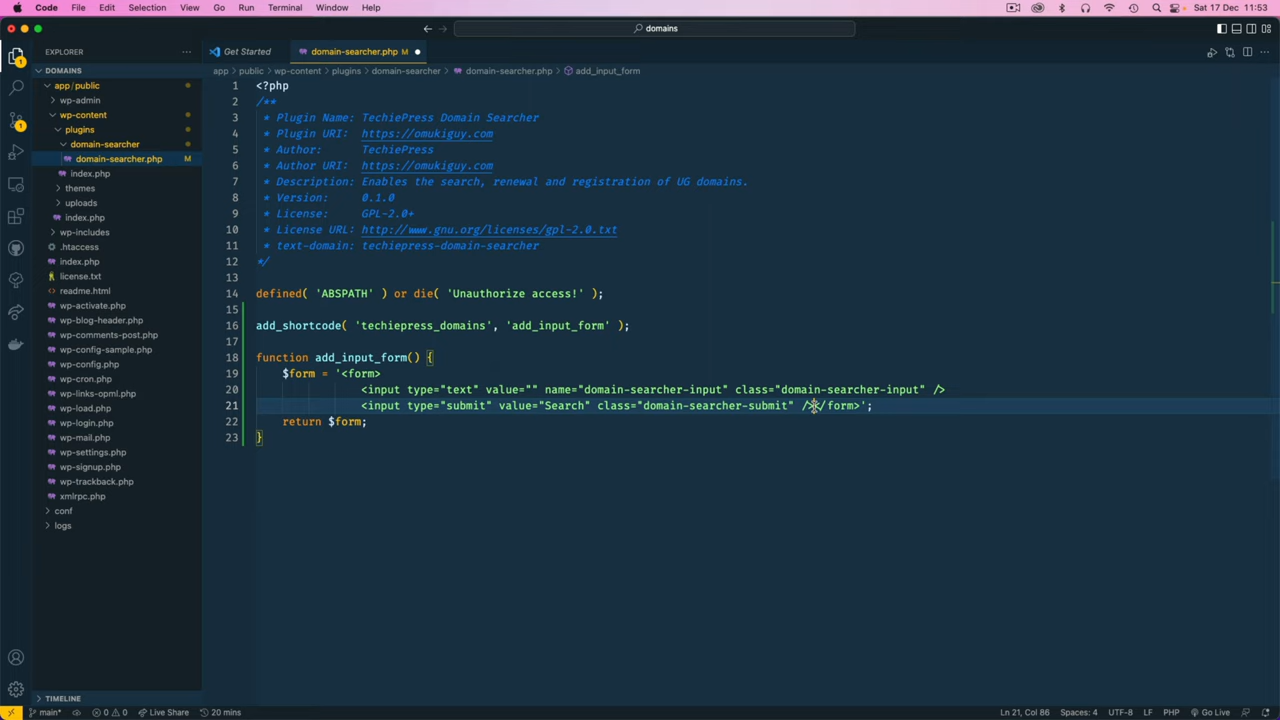 Code File Edit Selection View Go Run Terminal Window Help Sat 17 Dec 11:53
domains
EXPLORER
DOMAINS
app/public
wp-admin
wp-content
plugins
domain-searcher
domain-searcher.php M
index.php
themes
uploads
index.php
wp-includes
.htaccess
index.php
license.txt
readme.html
wp-activate.php
wp-blog-header.php
wp-comments-post.php
wp-config-sample.php
wp-config.php
wp-cron.php
wp-links-opml.php
wp-load.php
wp-login.php
wp-mail.php
wp-settings.php
wp-signup.php
wp-trackback.php
xmlrpc.php
conf
logs
TIMELINE
1
1
Get Started domain-searcher.php M
app › public › wp-content › plugins › domain-searcher › domain-searcher.php › add_input_form
1 <?php
2 /**
3 * Plugin Name: TechiePress Domain Searcher
4 * Plugin URI: https://omukiguy.com
5 * Author: TechiePress
6 * Author URI: https://omukiguy.com
7 * Description: Enables the search, renewal and registration of UG domains.
8 * Version: 0.1.0
9 * License: GPL-2.0+
10 * License URL: http://www.gnu.org/licenses/gpl-2.0.txt
11 * text-domain: techiepress-domain-searcher
12 */
13
14 defined( 'ABSPATH' ) or die( 'Unauthorize access!' );
15
16 add_shortcode( 'techiepress_domains', 'add_input_form' );
17
18 function add_input_form() {
19 $form = '<form>
20 <input type="text" value="" name="domain-searcher-input" class="domain-searcher-input" />
21 <input type="submit" value="Search" class="domain-searcher-submit" /></form>';
22 return $form;
23 }
main* 0 0 Live Share 20 mins Ln 21, Col 86 Spaces: 4 UTF-8 LF PHP Go Live